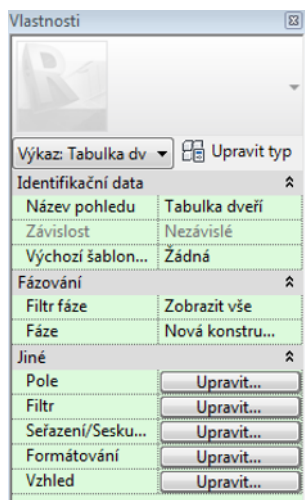 Vlastnosti
Výkaz: Tabulka dv Upravit typ
Identifikační data
Název pohledu Tabulka dveří
Závislost Nezávislé
Výchozí šablon... Žádná
Fázování
Filtr fáze Zobrazit vše
Fáze Nová konstru...
Jiné
Pole Upravit...
Filtr Upravit...
Seřazení/Sesku... Upravit...
Formátování Upravit...
Vzhled Upravit...